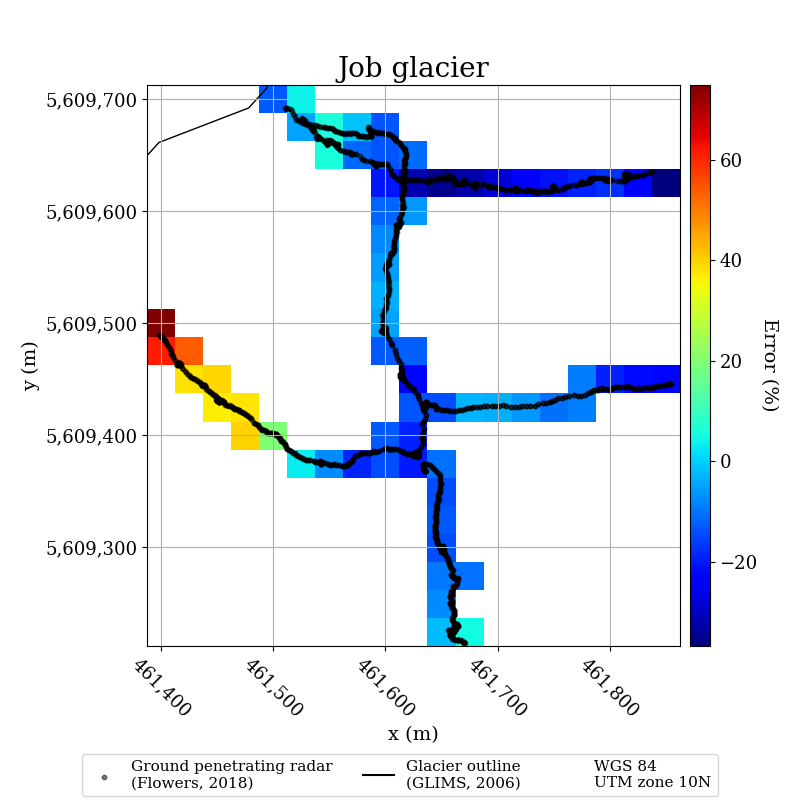 Job glacier
5,609,700
5,609,600
5,609,500
5,609,400
5,609,300
y (m)
461,400
461,500
461,600
461,700
461,800
x (m)
60
40
20
0
−20
Error (%)
Ground penetrating radar
(Flowers, 2018)
Glacier outline
(GLIMS, 2006)
WGS 84
UTM zone 10N